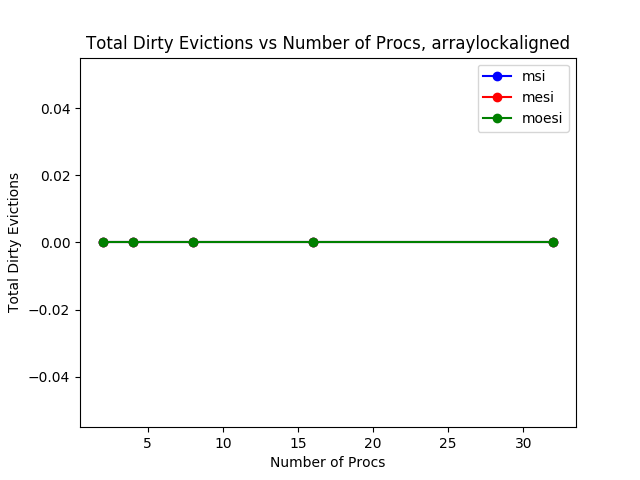 Total Dirty Evictions vs Number of Procs, arraylockaligned
msi
mesi
moesi
0.04
0.02
0.00
−0.02
−0.04
Total Dirty Evictions
5 10 15 20 25 30
Number of Procs